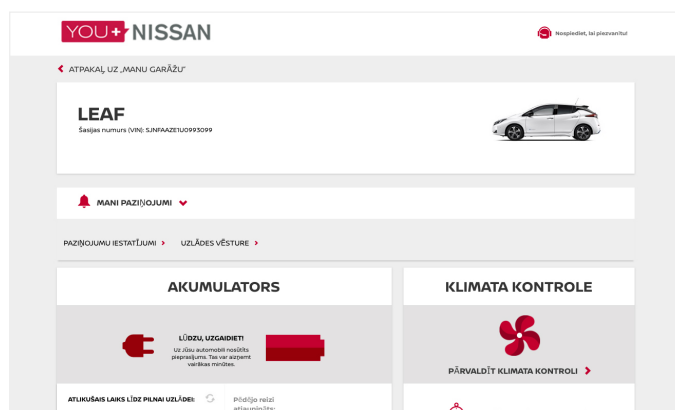 YOU+ NISSAN
Nospiediet, lai piezvanītu!
ATPAKAĻ UZ „MANU GARĀŽU"
LEAF
Šasijas numurs (VIN): SJNFAAZE1U0993099
MANI PAZIŅOJUMI
PAZIŅOJUMU IESTATĪJUMI
UZLĀDES VĒSTURE
AKUMULATORS
LŪDZU, UZGAIDIET!
Uz Jūsu automobili nosūtīts
pieprasījums. Tas var aizņemt
vairākas minūtes.
ATLIKUŠAIS LAIKS LĪDZ PILNAI UZLĀDEI:
Pēdējo reizi
atjaunināts:
KLIMATA KONTROLE
PĀRVALDĪT KLIMATA KONTROLI